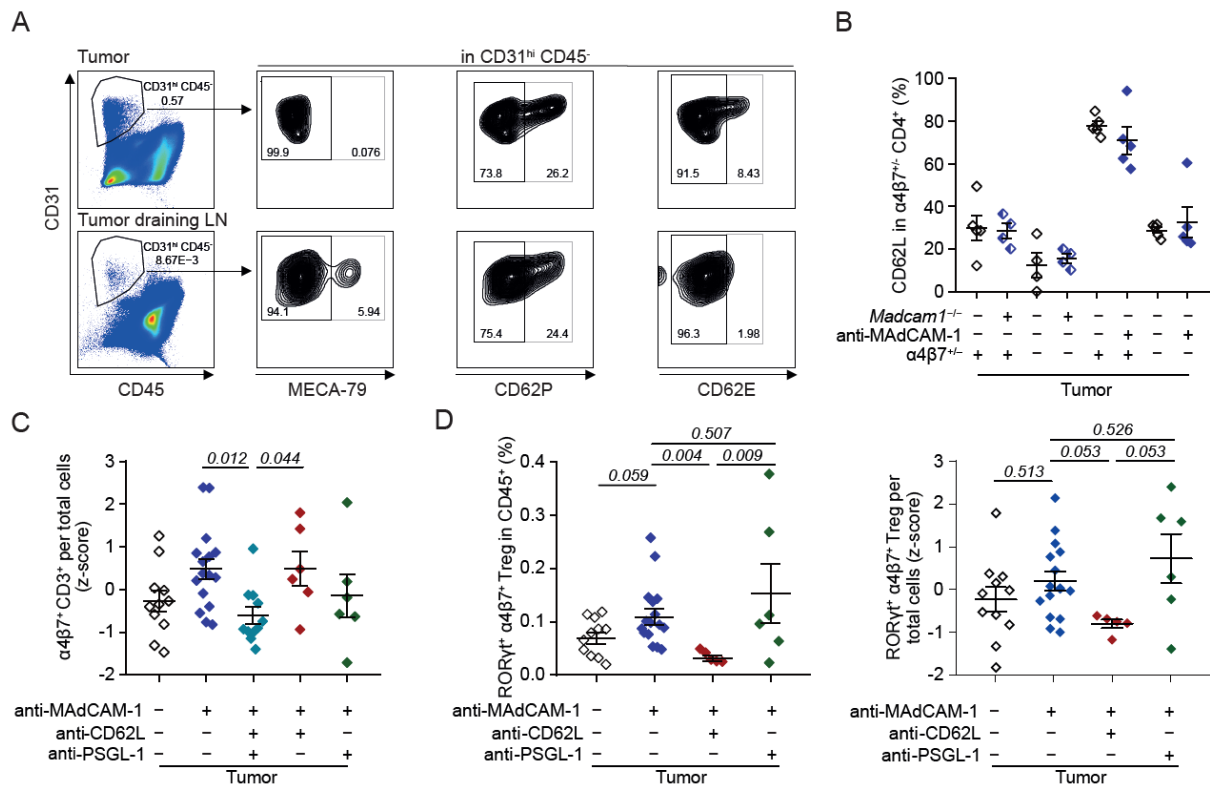 A
Tumor
in CD31ʰⁱ CD45⁻
CD31ʰⁱ CD45⁻
0.57
99.9 0.076
73.8 26.2
91.5 8.43
CD31
Tumor draining LN
CD31ʰⁱ CD45⁻
8.67E−3
94.1 5.94
75.4 24.4
96.3 1.98
CD45 MECA-79 CD62P CD62E
B
CD62L in α4β7⁺/⁻ CD4⁺ (%)
100
80
60
40
20
0
Madcam1⁻/⁻ − + − + − − − −
anti-MAdCAM-1 − − − − − + − +
α4β7⁺/⁻ + + − − + + − −
Tumor
C
α4β7⁺ CD3⁺ per total cells
(z-score)
3
2
1
0
-1
-2
0.012 0.044
anti-MAdCAM-1 − + + + +
anti-CD62L − − + + −
anti-PSGL-1 − − + − +
Tumor
D
RORγt⁺ α4β7⁺ Treg in CD45⁺ (%)
0.4
0.3
0.2
0.1
0.0
0.507
0.004 0.009
0.059
anti-MAdCAM-1 − + + +
anti-CD62L − − + −
anti-PSGL-1 − − − +
Tumor
RORγt⁺ α4β7⁺ Treg per
total cells (z-score)
3
2
1
0
-1
-2
0.526
0.053 0.053
0.513
anti-MAdCAM-1 − + + +
anti-CD62L − − + −
anti-PSGL-1 − − − +
Tumor